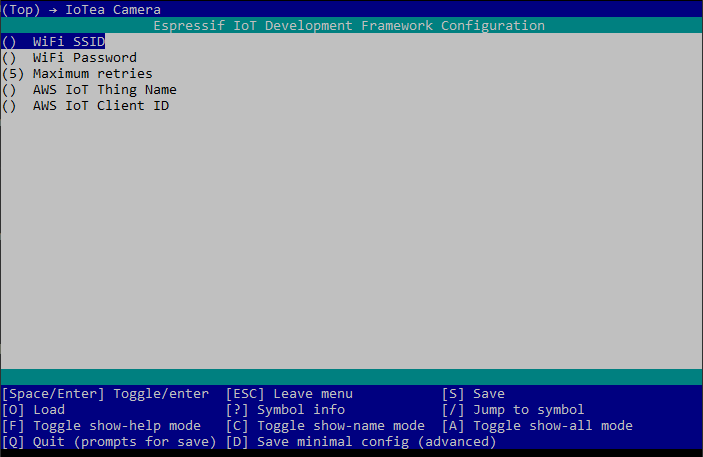 (Top) → IoTea Camera
Espressif IoT Development Framework Configuration
() WiFi SSID
() WiFi Password
(5) Maximum retries
() AWS IoT Thing Name
() AWS IoT Client ID
[Space/Enter] Toggle/enter [ESC] Leave menu [S] Save
[O] Load [?] Symbol info [/] Jump to symbol
[F] Toggle show-help mode [C] Toggle show-name mode [A] Toggle show-all mode
[Q] Quit (prompts for save) [D] Save minimal config (advanced)